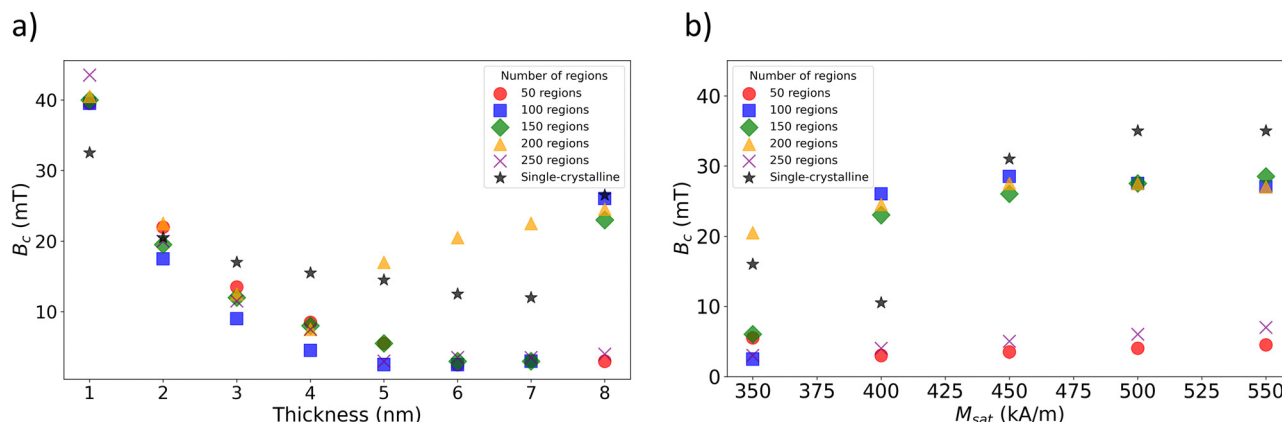 a)
b)
Number of regions
50 regions
100 regions
150 regions
200 regions
250 regions
Single-crystalline
40
30
20
10
B_c (mT)
1 2 3 4 5 6 7 8
Thickness (nm)
Number of regions
50 regions
100 regions
150 regions
200 regions
250 regions
Single-crystalline
40
30
20
10
0
B_c (mT)
350 375 400 425 450 475 500 525 550
M_sat (kA/m)